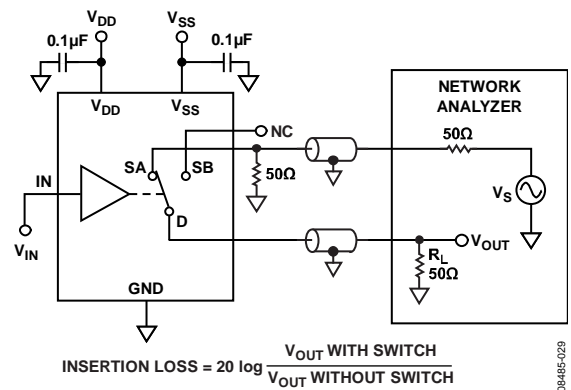 VDD
VSS
0.1µF
0.1µF
VDD
VSS
NETWORK
ANALYZER
NC
50Ω
SA
SB
50Ω
IN
VS
D
VOUT
VIN
RL
50Ω
GND
INSERTION LOSS = 20 log VOUT WITH SWITCH
VOUT WITHOUT SWITCH
08485-029